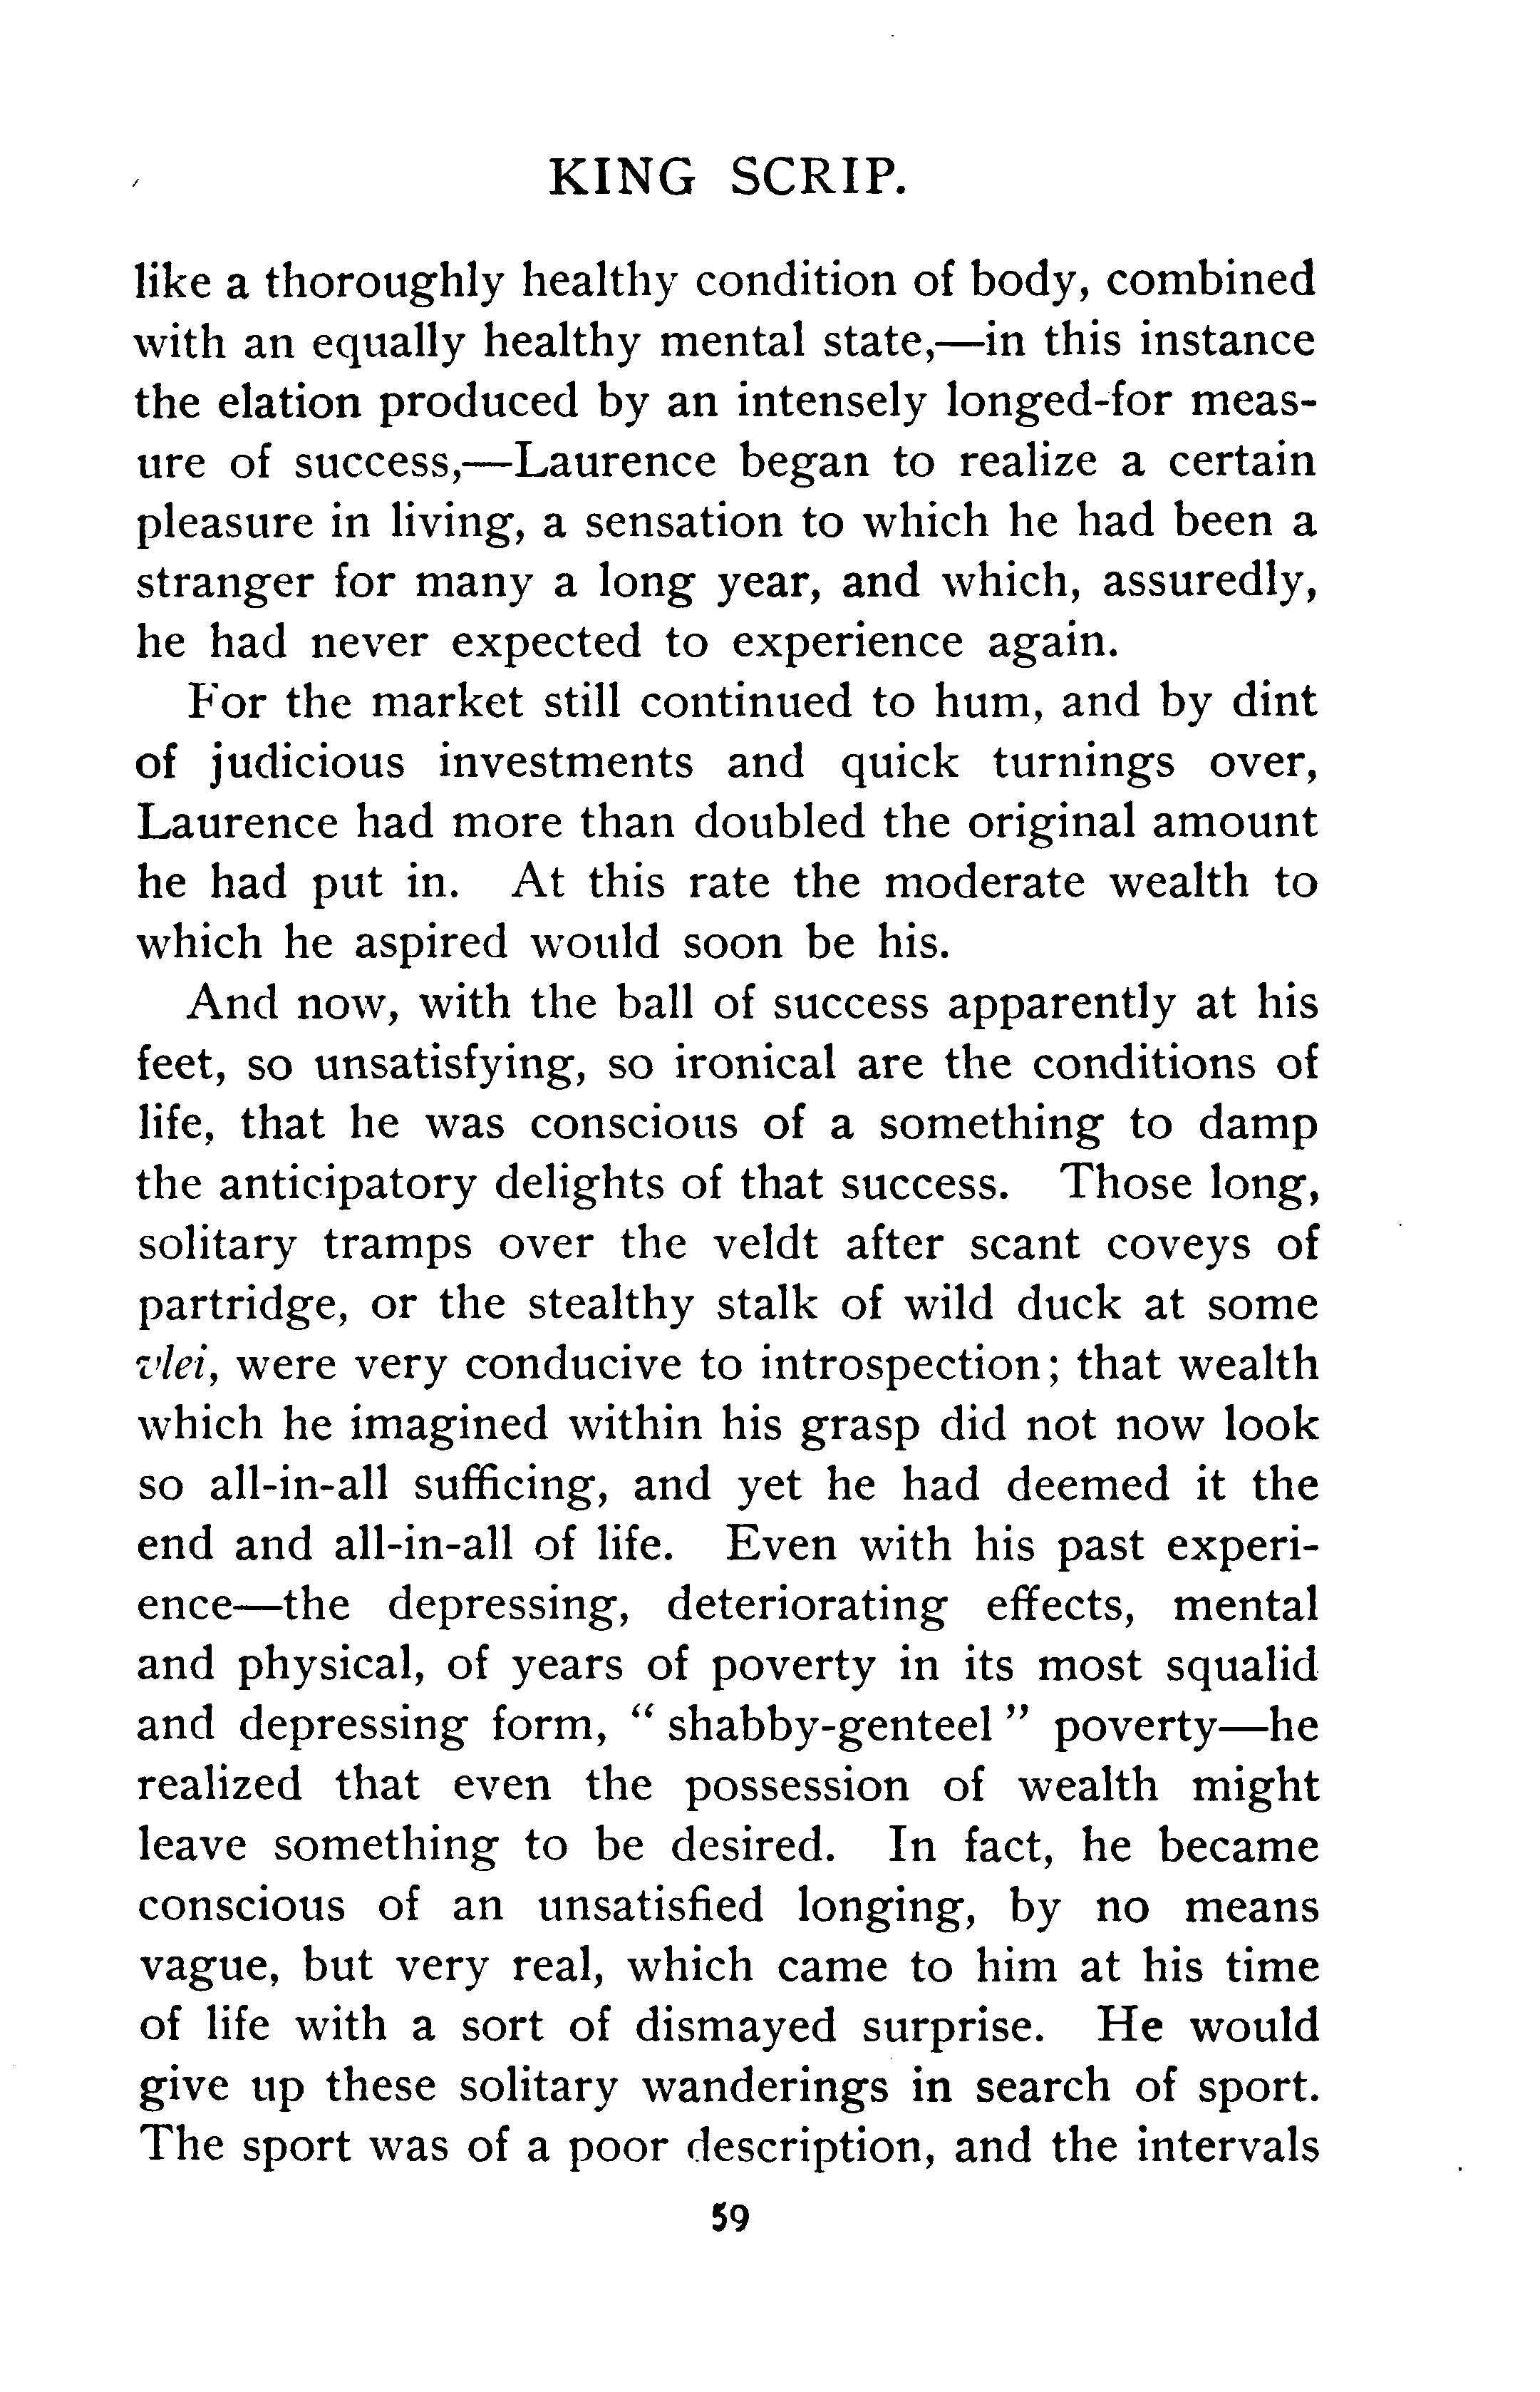 KING SCRIP.
like a thoroughly healthy condition of body, combined
with an equally healthy mental state,—in this instance
the elation produced by an intensely longed-for meas-
ure of success,—Laurence began to realize a certain
pleasure in living, a sensation to which he had been a
stranger for many a long year, and which, assuredly,
he had never expected to experience again.
For the market still continued to hum, and by dint
of judicious investments and quick turnings over,
Laurence had more than doubled the original amount
he had put in. At this rate the moderate wealth to
which he aspired would soon be his.
And now, with the ball of success apparently at his
feet, so unsatisfying, so ironical are the conditions of
life, that he was conscious of a something to damp
the anticipatory delights of that success. Those long,
solitary tramps over the veldt after scant coveys of
partridge, or the stealthy stalk of wild duck at some
vlei, were very conducive to introspection; that wealth
which he imagined within his grasp did not now look
so all-in-all sufficing, and yet he had deemed it the
end and all-in-all of life. Even with his past experi-
ence—the depressing, deteriorating effects, mental
and physical, of years of poverty in its most squalid
and depressing form, “ shabby-genteel ” poverty—he
realized that even the possession of wealth might
leave something to be desired. In fact, he became
conscious of an unsatisfied longing, by no means
vague, but very real, which came to him at his time
of life with a sort of dismayed surprise. He would
give up these solitary wanderings in search of sport.
The sport was of a poor description, and the intervals
59